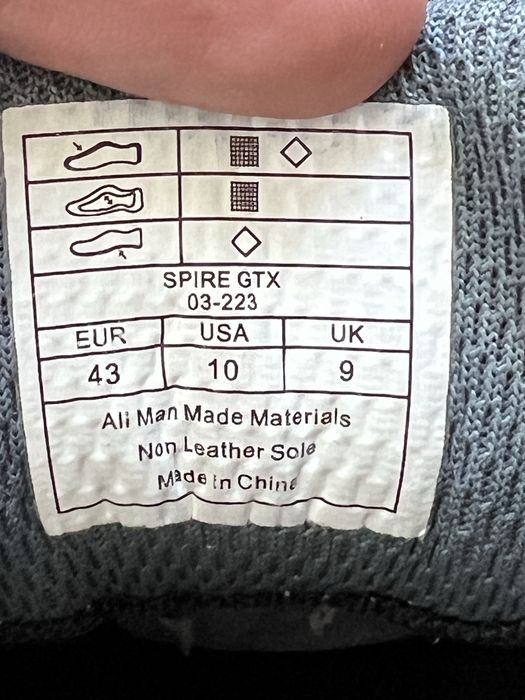 SPIRE GTX
03-223
EUR USA UK
43 10 9
All Man Made Materials
Non Leather Sole
Made In China